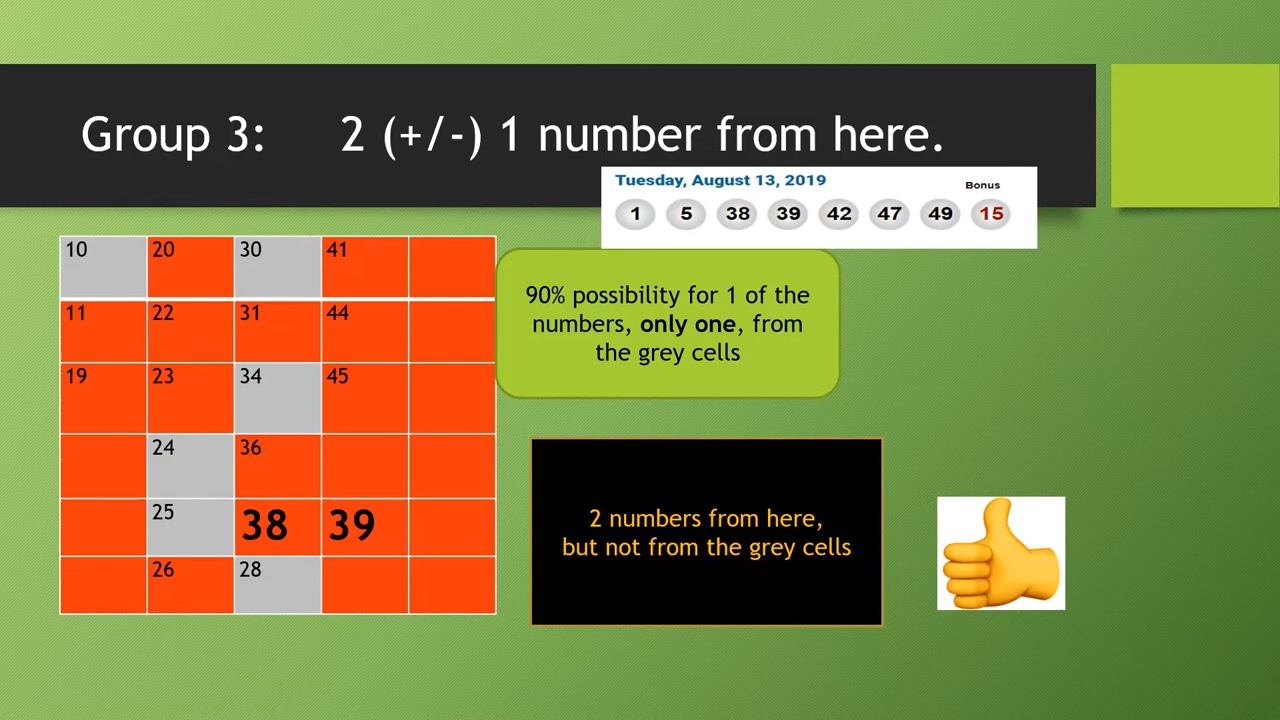 Group 3: 2 (+/-) 1 number from here.
Tuesday, August 13, 2019
Bonus
1 5 38 39 42 47 49 15
10 20 30 41
11 22 31 44
19 23 34 45
24 36
25 38 39
26 28
90% possibility for 1 of the
numbers, only one, from
the grey cells
2 numbers from here,
but not from the grey cells